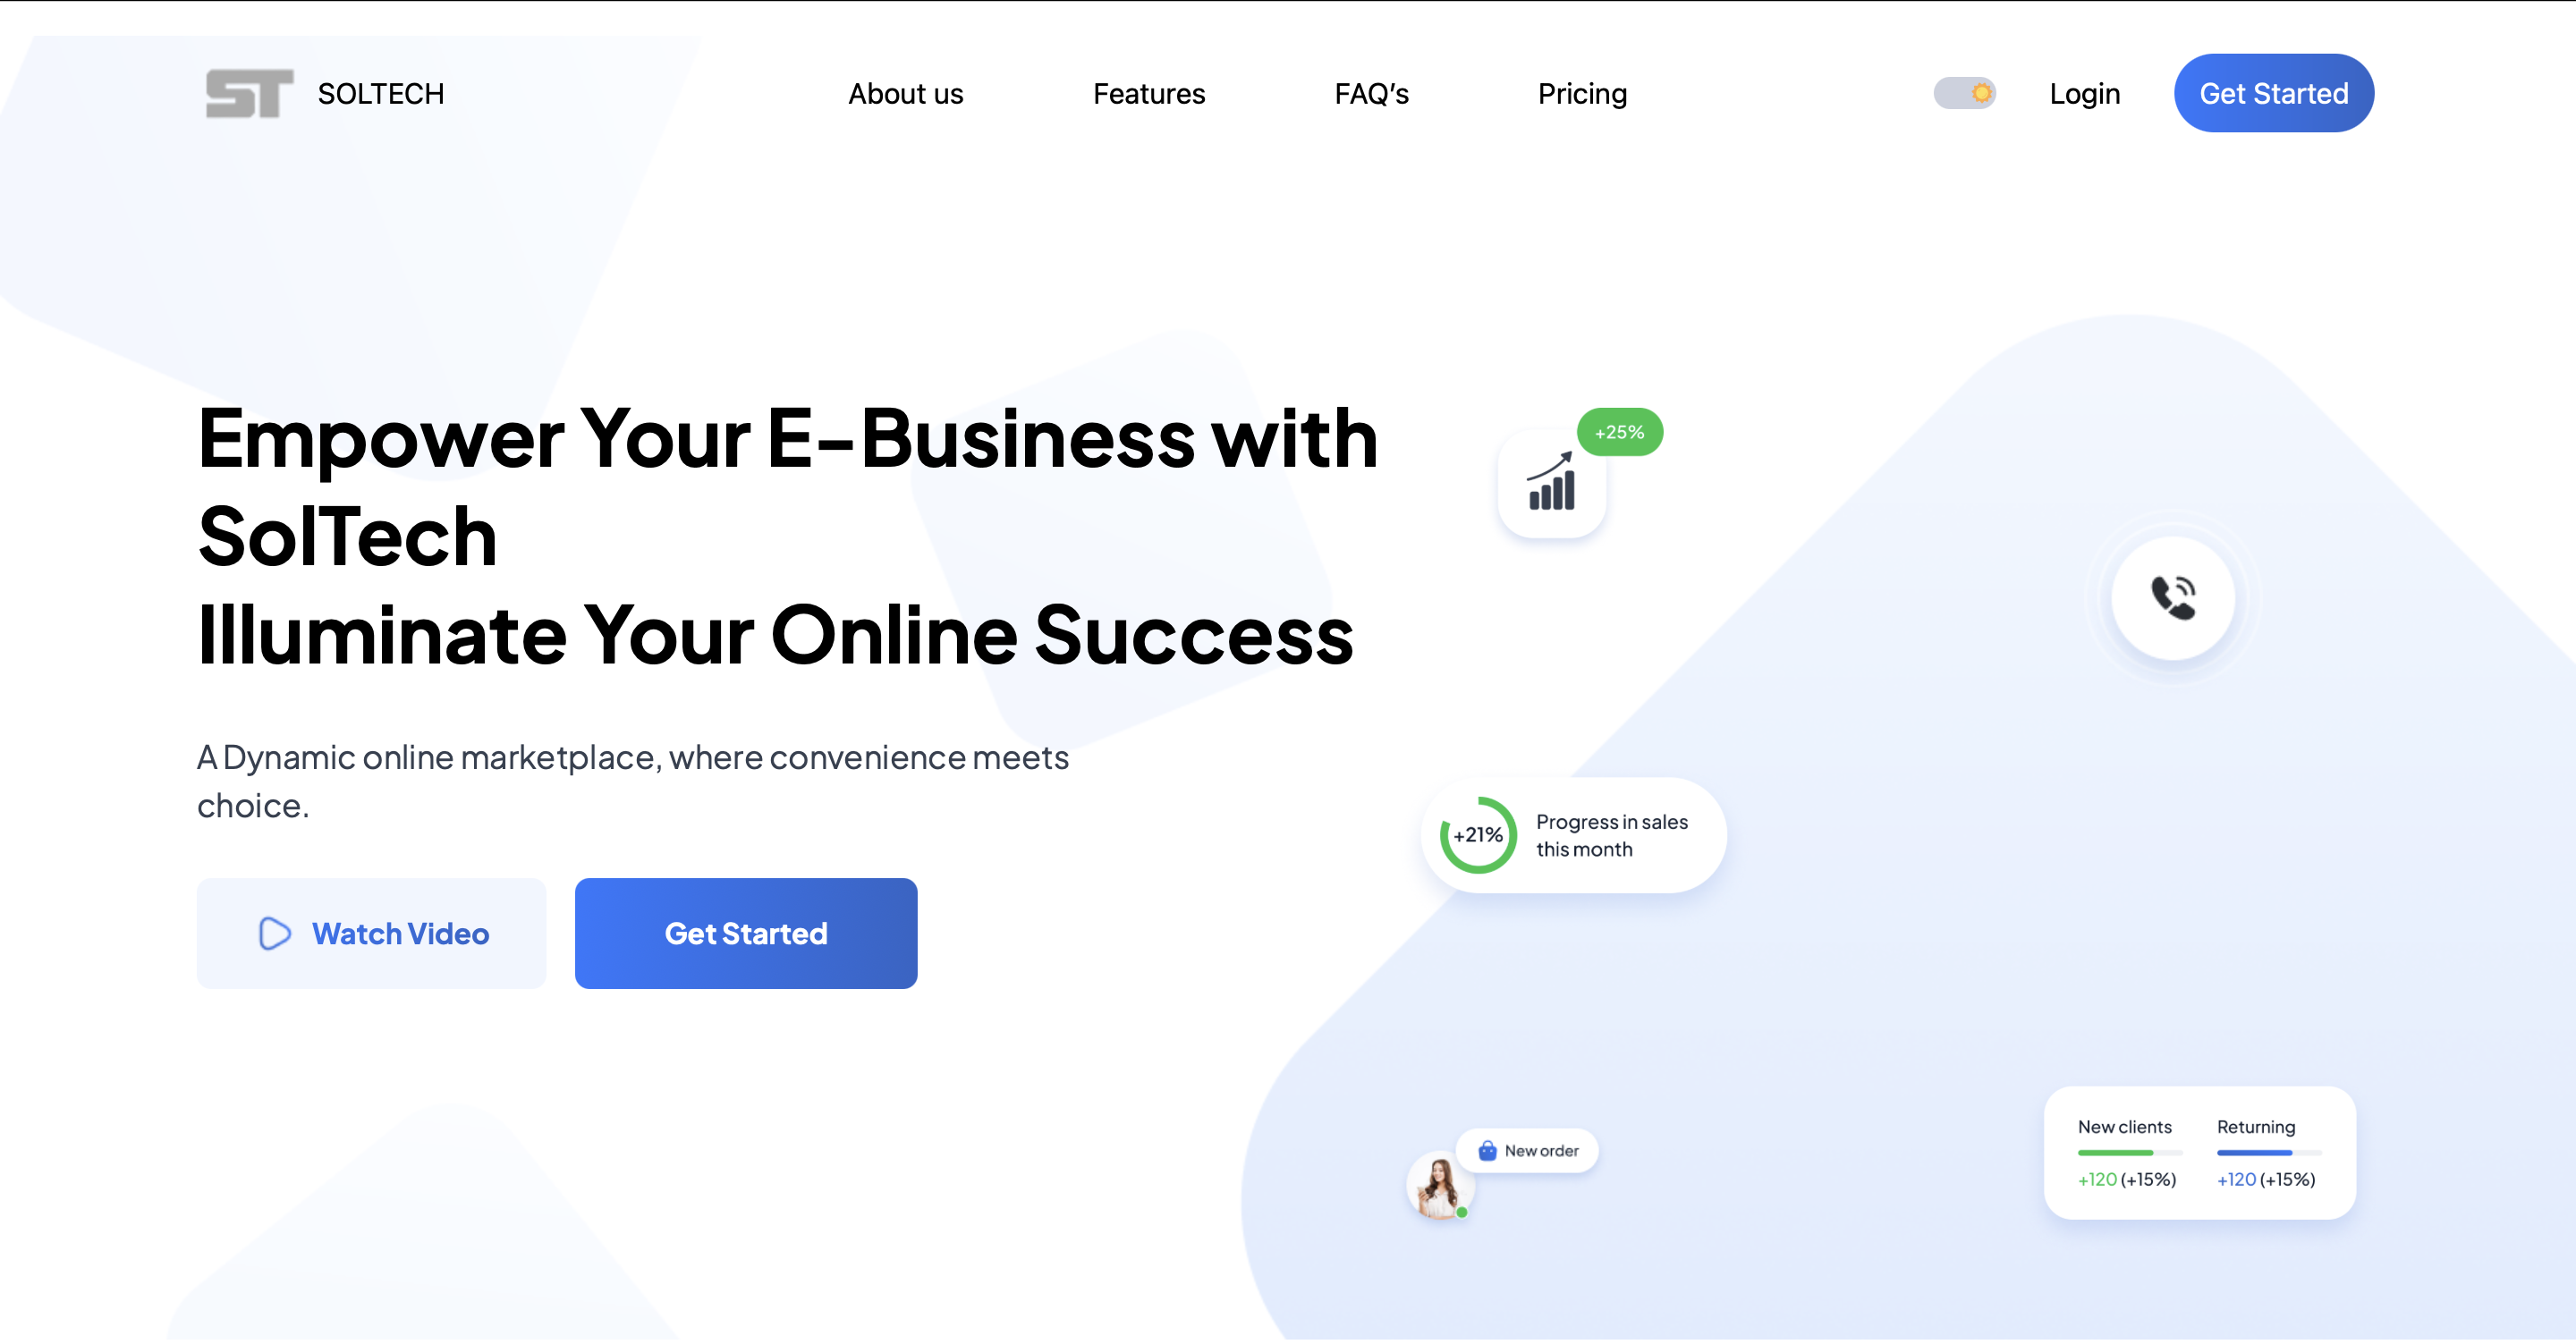 ST SOLTECH
About us Features FAQ’s Pricing
Login Get Started
Empower Your E-Business with
SolTech
Illuminate Your Online Success
A Dynamic online marketplace, where convenience meets
choice.
Watch Video Get Started
+25%
+21%
Progress in sales
this month
New order
New clients Returning
+120 (+15%) +120 (+15%)